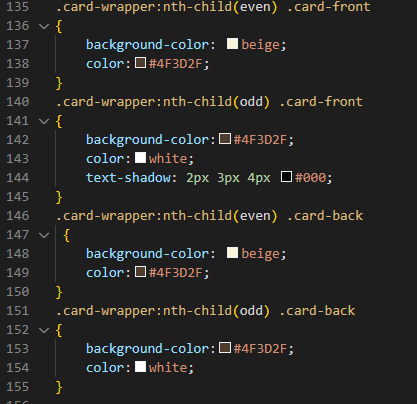 135 .card-wrapper:nth-child(even) .card-front
136 {
137     background-color: beige;
138     color:#4F3D2F;
139 }
140 .card-wrapper:nth-child(odd) .card-front
141 {
142     background-color:#4F3D2F;
143     color:white;
144     text-shadow: 2px 3px 4px #000;
145 }
146 .card-wrapper:nth-child(even) .card-back
147  {
148     background-color: beige;
149     color:#4F3D2F;
150 }
151 .card-wrapper:nth-child(odd) .card-back
152 {
153     background-color:#4F3D2F;
154     color:white;
155 }